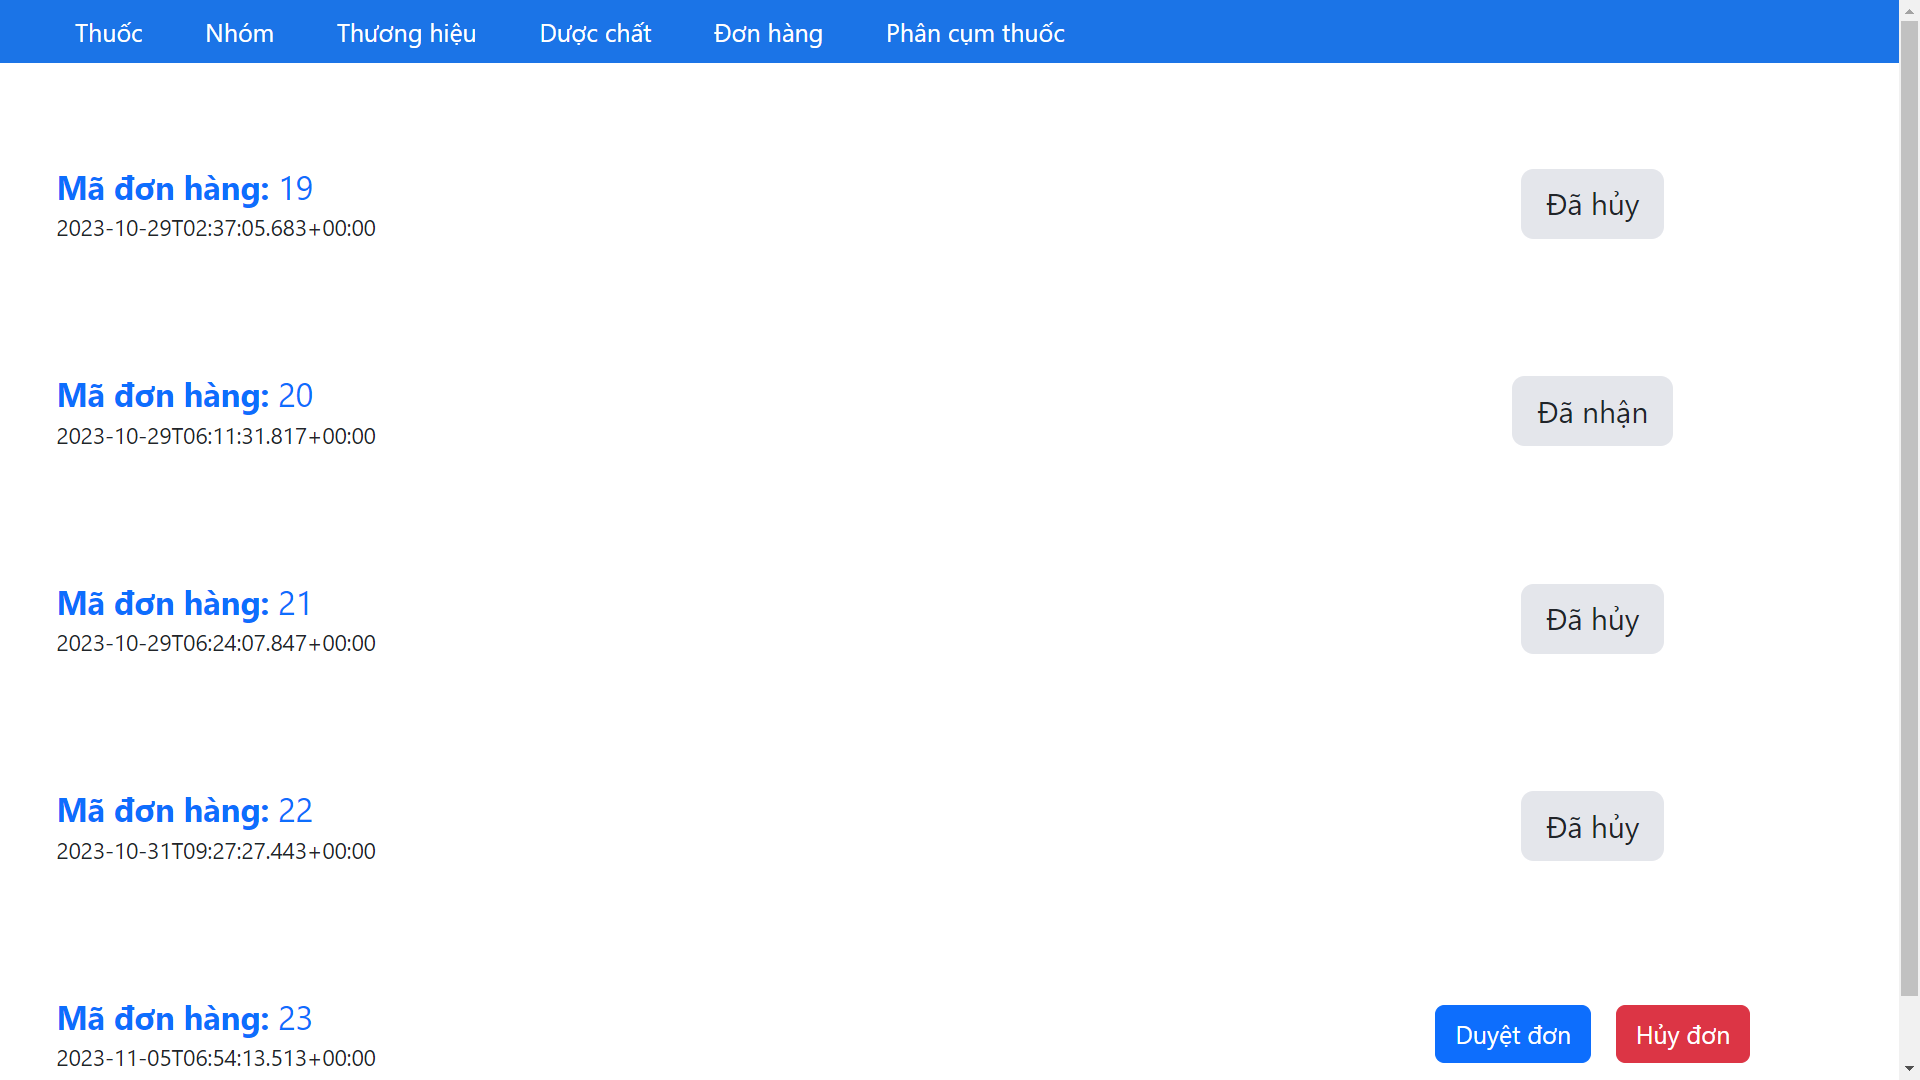 Thuốc Nhóm Thương hiệu Dược chất Đơn hàng Phân cụm thuốc
Mã đơn hàng: 19
2023-10-29T02:37:05.683+00:00
Đã hủy
Mã đơn hàng: 20
2023-10-29T06:11:31.817+00:00
Đã nhận
Mã đơn hàng: 21
2023-10-29T06:24:07.847+00:00
Đã hủy
Mã đơn hàng: 22
2023-10-31T09:27:27.443+00:00
Đã hủy
Mã đơn hàng: 23
2023-11-05T06:54:13.513+00:00
Duyệt đơn Hủy đơn